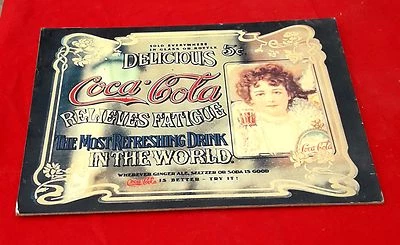 SOLD EVERYWHERE
IN GLASS OR BOTTLE
DELICIOUS 5¢
Coca-Cola
RELIEVES FATIGUE
THE MOST REFRESHING DRINK
IN THE WORLD.
WHEREVER GINGER ALE, SELTZER OR SODA IS GOOD
Coca-Cola IS BETTER - TRY IT!
Coca-Cola